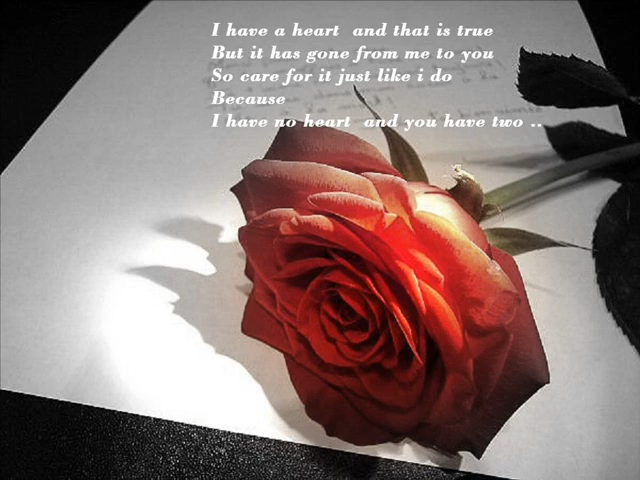 I have a heart  and that is true
But it has gone from me to you
So care for it just like i do
Because
I have no heart  and you have two ..